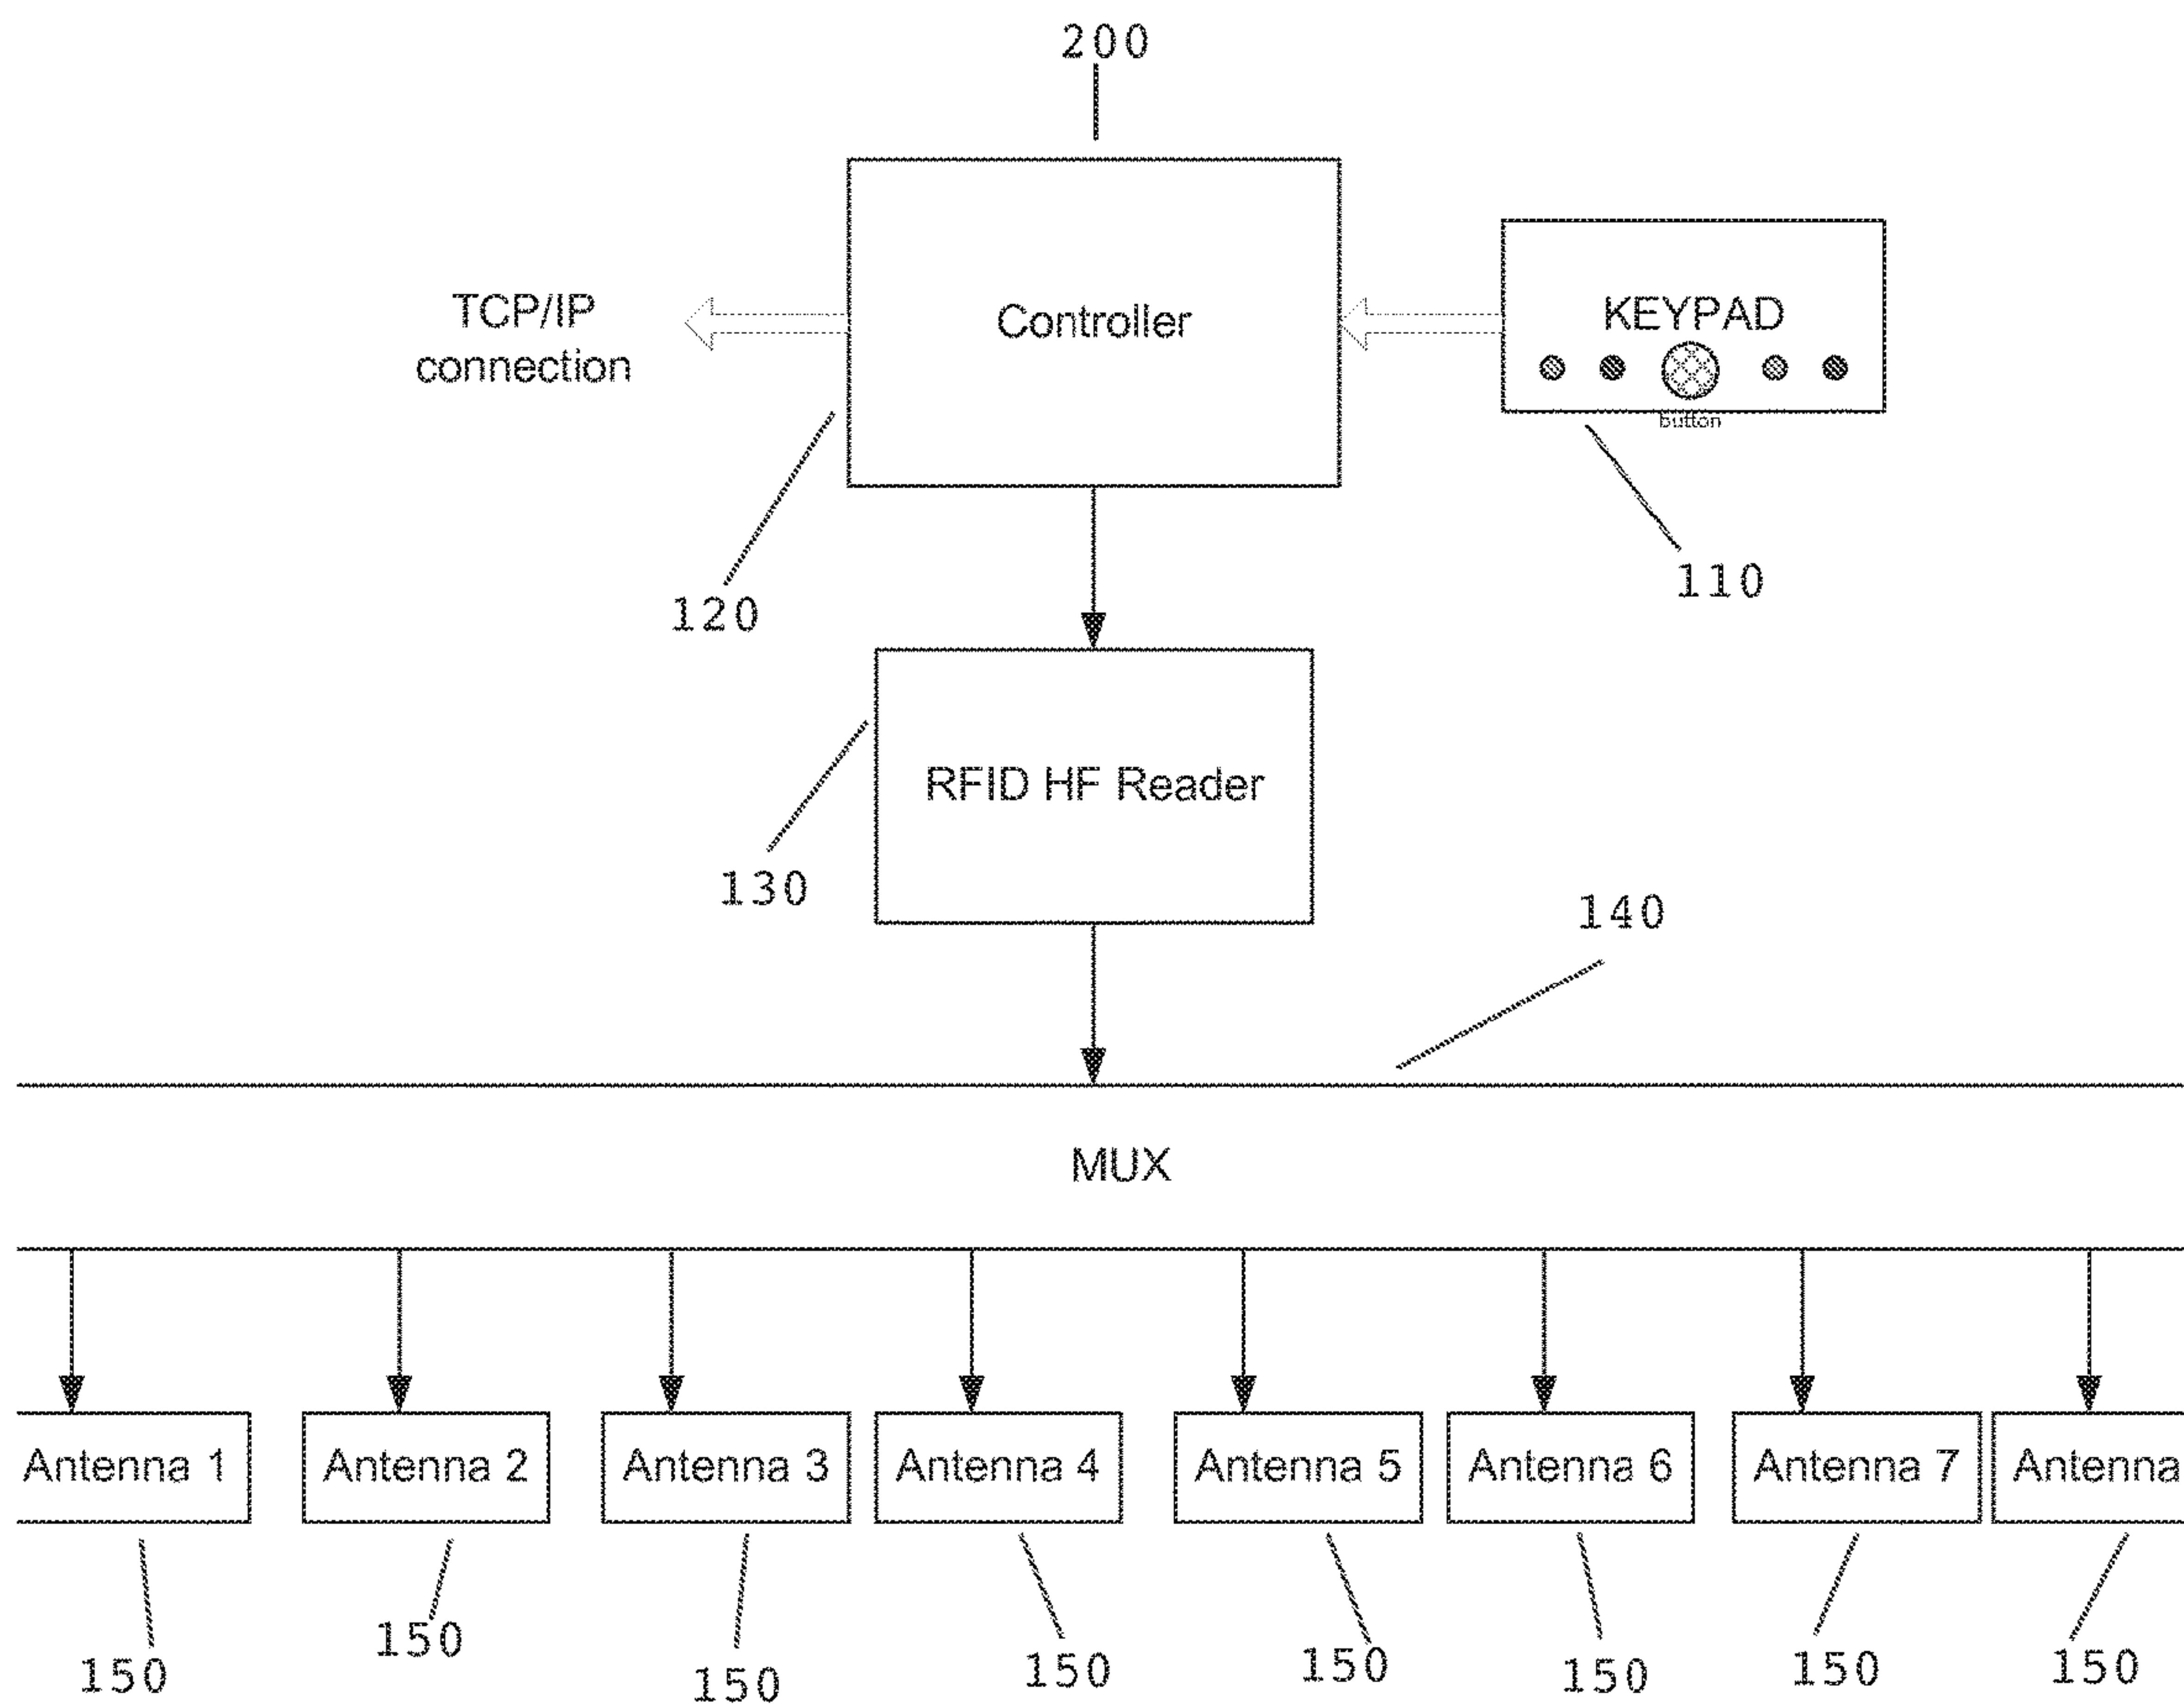 200
TCP/IP
connection
Controller
KEYPAD
button
120
110
RFID HF Reader
130
140
MUX
Antenna 1
Antenna 2
Antenna 3
Antenna 4
Antenna 5
Antenna 6
Antenna 7
Antenna
150
150
150
150
150
150
150
150